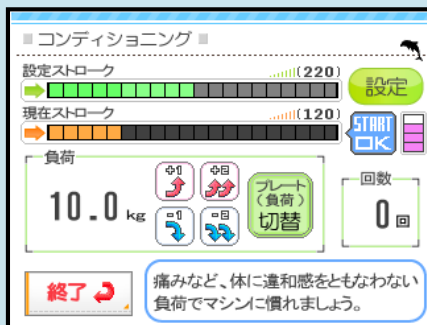 ■コンディショニング■
設定ストローク (220)
設定
現在ストローク (120)
START
OK
負荷
+1
+5
プレート
(負荷)
切替
10.0 kg
-1
-5
回数
0 回
終了
痛みなど、体に違和感をともなわない
負荷でマシンに慣れましょう。